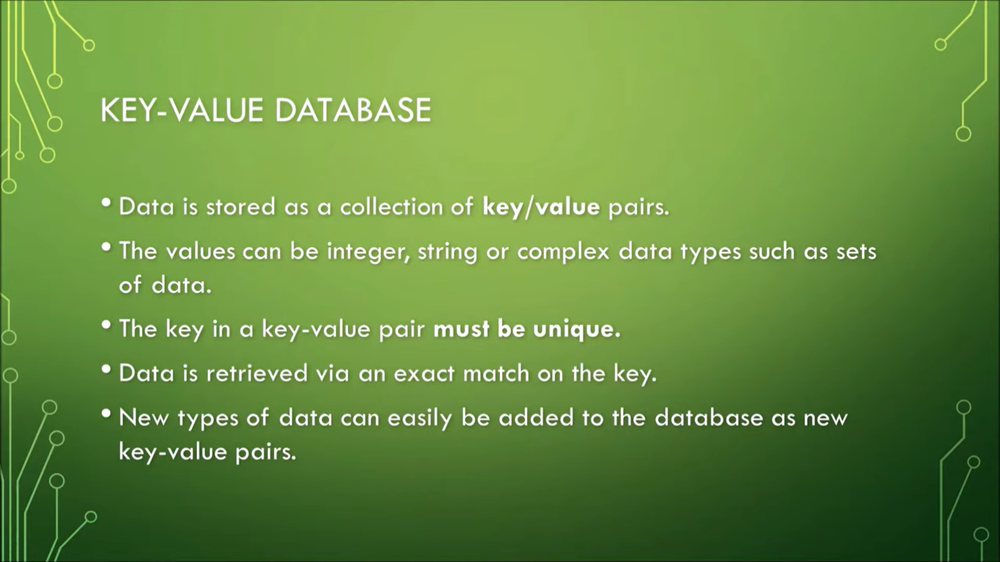 KEY-VALUE DATABASE
• Data is stored as a collection of key/value pairs.
• The values can be integer, string or complex data types such as sets
of data.
• The key in a key-value pair must be unique.
• Data is retrieved via an exact match on the key.
• New types of data can easily be added to the database as new
key-value pairs.